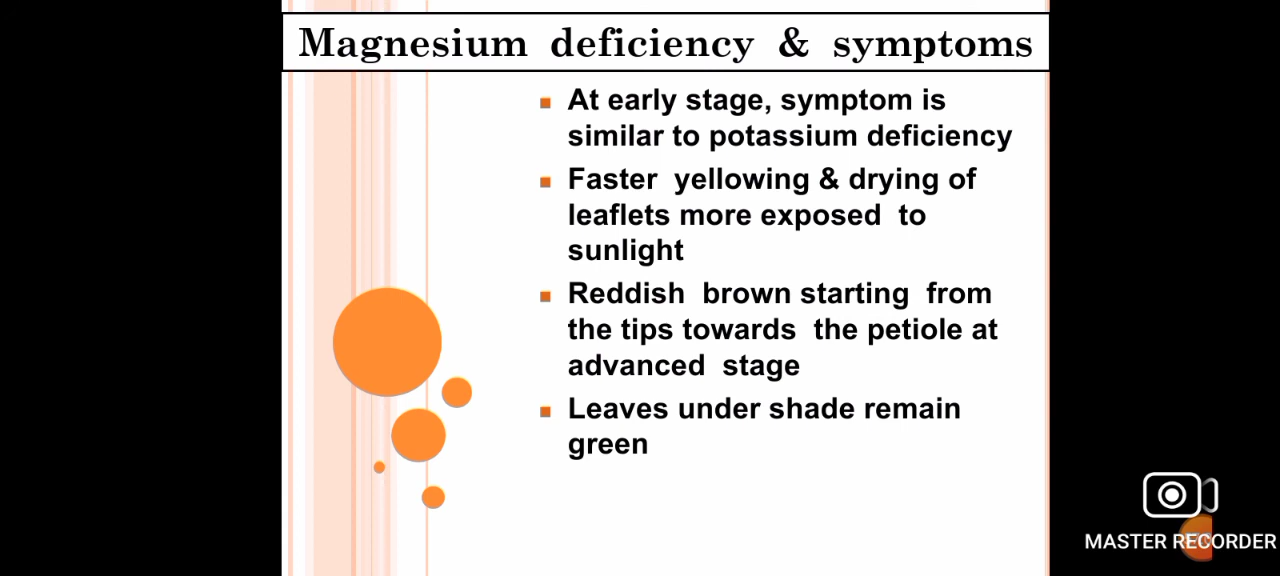 Magnesium deficiency & symptoms
At early stage, symptom is
similar to potassium deficiency
Faster yellowing & drying of
leaflets more exposed to
sunlight
Reddish brown starting from
the tips towards the petiole at
advanced stage
Leaves under shade remain
green
MASTER RECORDER